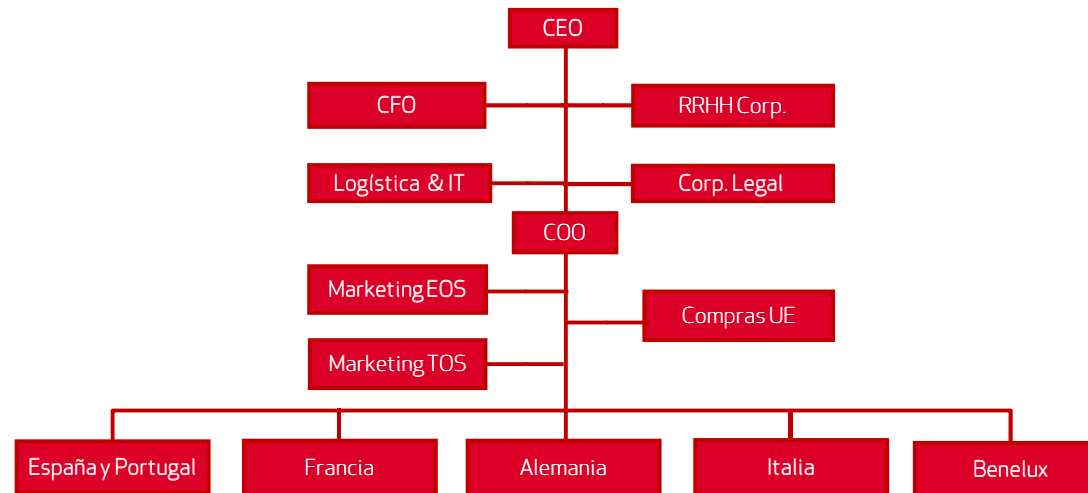 CEO
CFO
RRHH Corp.
Logística & IT
Corp. Legal
COO
Marketing EOS
Compras UE
Marketing TOS
España y Portugal
Francia
Alemania
Italia
Benelux